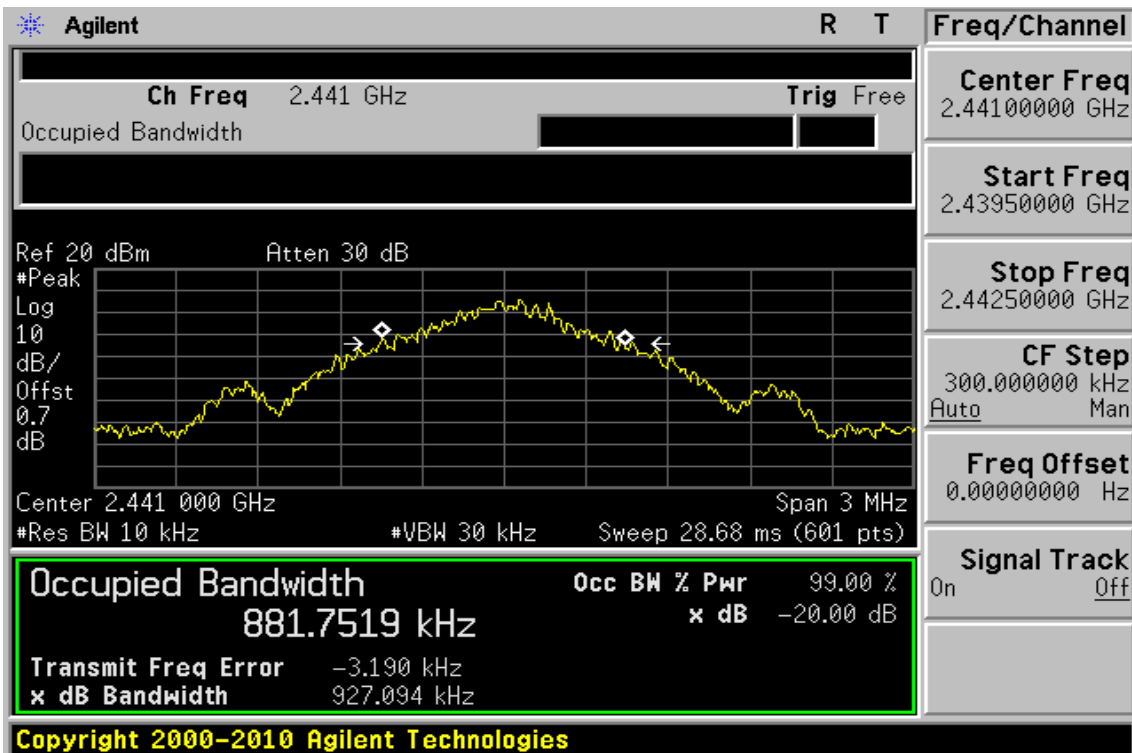 Agilent R T
Ch Freq 2.441 GHz Trig Free
Occupied Bandwidth
Ref 20 dBm Atten 30 dB
#Peak
Log
10
dB/
Offst
0.7
dB
Center 2.441 000 GHz Span 3 MHz
#Res BW 10 kHz #VBW 30 kHz Sweep 28.68 ms (601 pts)
Occupied Bandwidth Occ BW % Pwr 99.00 %
881.7519 kHz x dB -20.00 dB
Transmit Freq Error -3.190 kHz
x dB Bandwidth 927.094 kHz
Copyright 2000-2010 Agilent Technologies
Freq/Channel
Center Freq
2.44100000 GHz
Start Freq
2.43950000 GHz
Stop Freq
2.44250000 GHz
CF Step
300.000000 kHz
Auto Man
Freq Offset
0.00000000 Hz
Signal Track
On Off